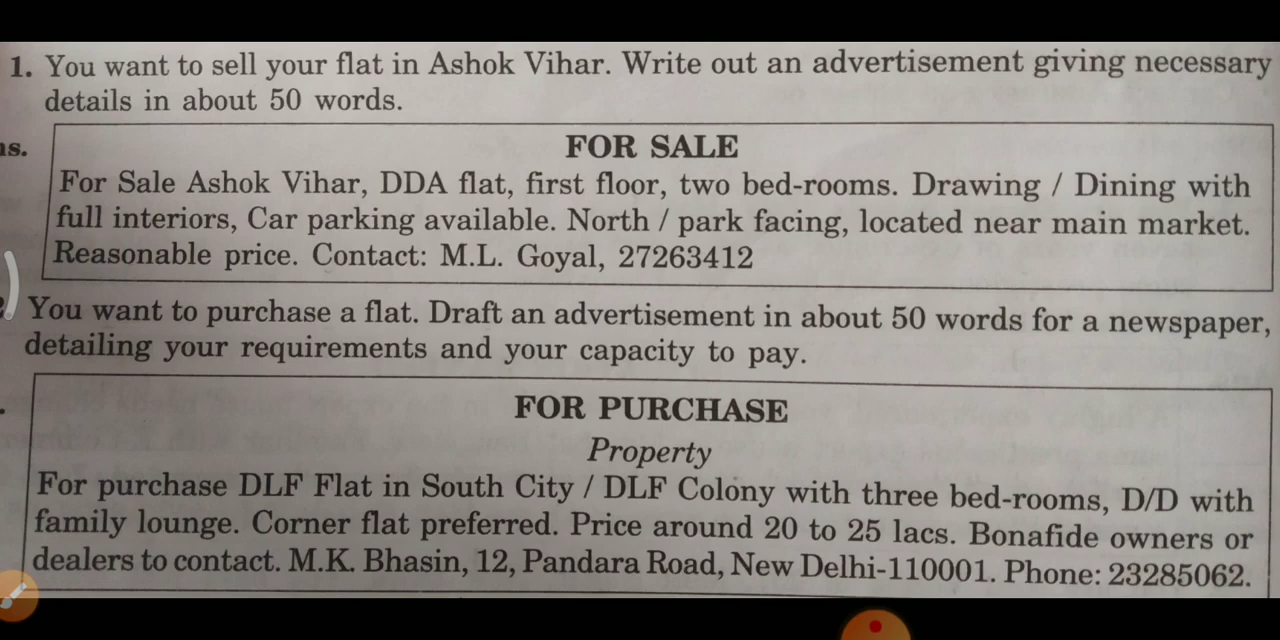 1. You want to sell your flat in Ashok Vihar. Write out an advertisement giving necessary
details in about 50 words.
ns.
FOR SALE
For Sale Ashok Vihar, DDA flat, first floor, two bed-rooms. Drawing / Dining with
full interiors, Car parking available. North / park facing, located near main market.
Reasonable price. Contact: M.L. Goyal, 27263412
You want to purchase a flat. Draft an advertisement in about 50 words for a newspaper,
detailing your requirements and your capacity to pay.
FOR PURCHASE
Property
For purchase DLF Flat in South City / DLF Colony with three bed-rooms, D/D with
family lounge. Corner flat preferred. Price around 20 to 25 lacs. Bonafide owners or
dealers to contact. M.K. Bhasin, 12, Pandara Road, New Delhi-110001. Phone: 23285062.